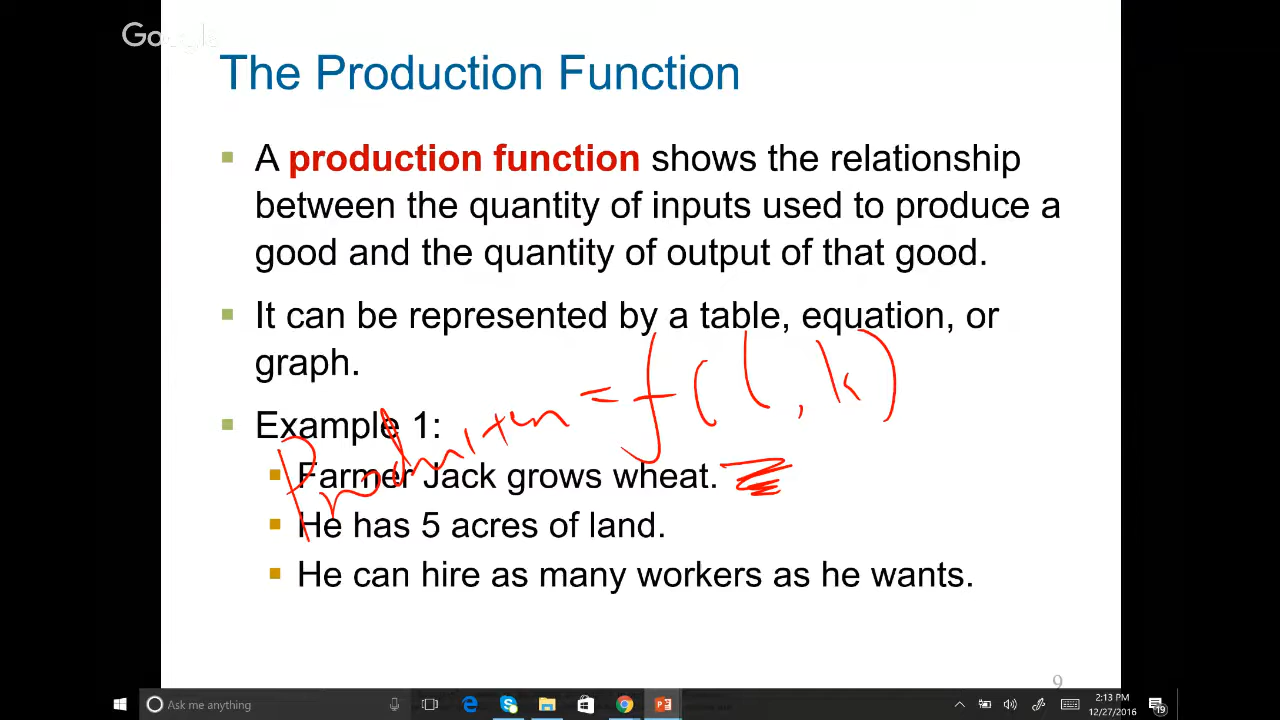 Google
The Production Function
A production function shows the relationship
between the quantity of inputs used to produce a
good and the quantity of output of that good.
It can be represented by a table, equation, or
graph.
Production = f(l, k)
Example 1:
Farmer Jack grows wheat.
He has 5 acres of land.
He can hire as many workers as he wants.
9
Ask me anything
2:13 PM
12/27/2016
19